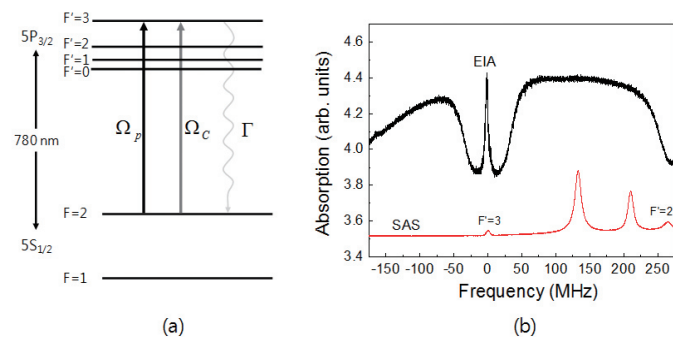 F'=3
5P3/2
F'=2
F'=1
F'=0
780 nm
Ωp
ΩC
Γ
F=2
5S1/2
F=1
(a)
Absorption (arb. units)
4.6
4.4
4.2
4.0
3.8
3.6
3.4
EIA
SAS
F'=3
F'=2
-150 -100 -50 0 50 100 150 200 250
Frequency (MHz)
(b)